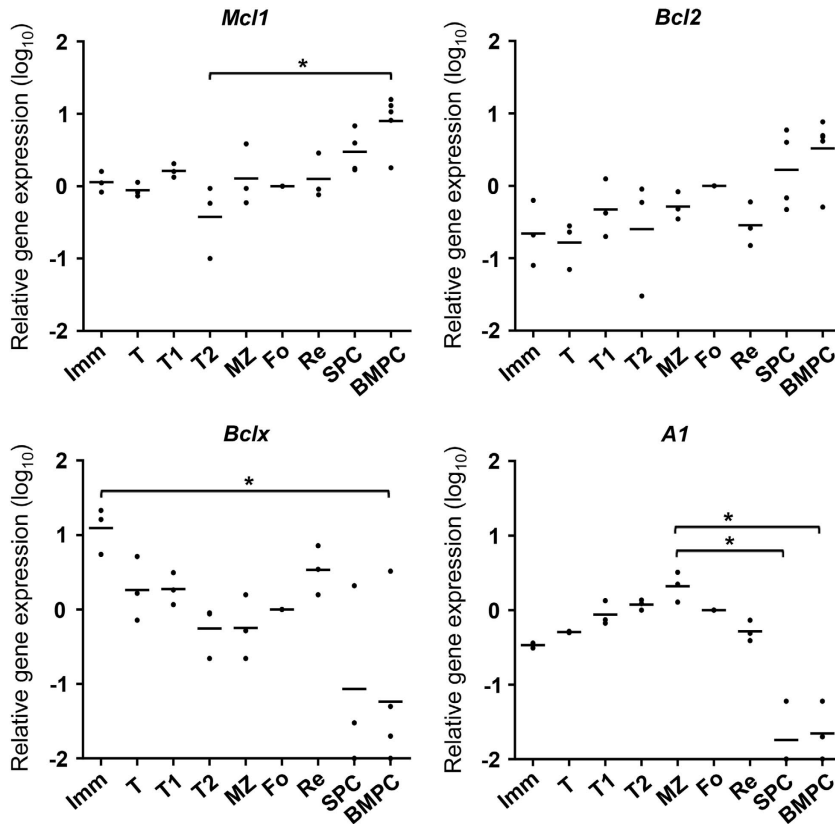 Mcl1
Relative gene expression (log10)
2
1
0
-1
-2
*
Imm T T1 T2 MZ Fo Re SPC BMPC
Bcl2
Relative gene expression (log10)
2
1
0
-1
-2
Imm T T1 T2 MZ Fo Re SPC BMPC
Bclx
Relative gene expression (log10)
2
1
0
-1
-2
*
Imm T T1 T2 MZ Fo Re SPC BMPC
A1
Relative gene expression (log10)
2
1
0
-1
-2
*
*
Imm T T1 T2 MZ Fo Re SPC BMPC